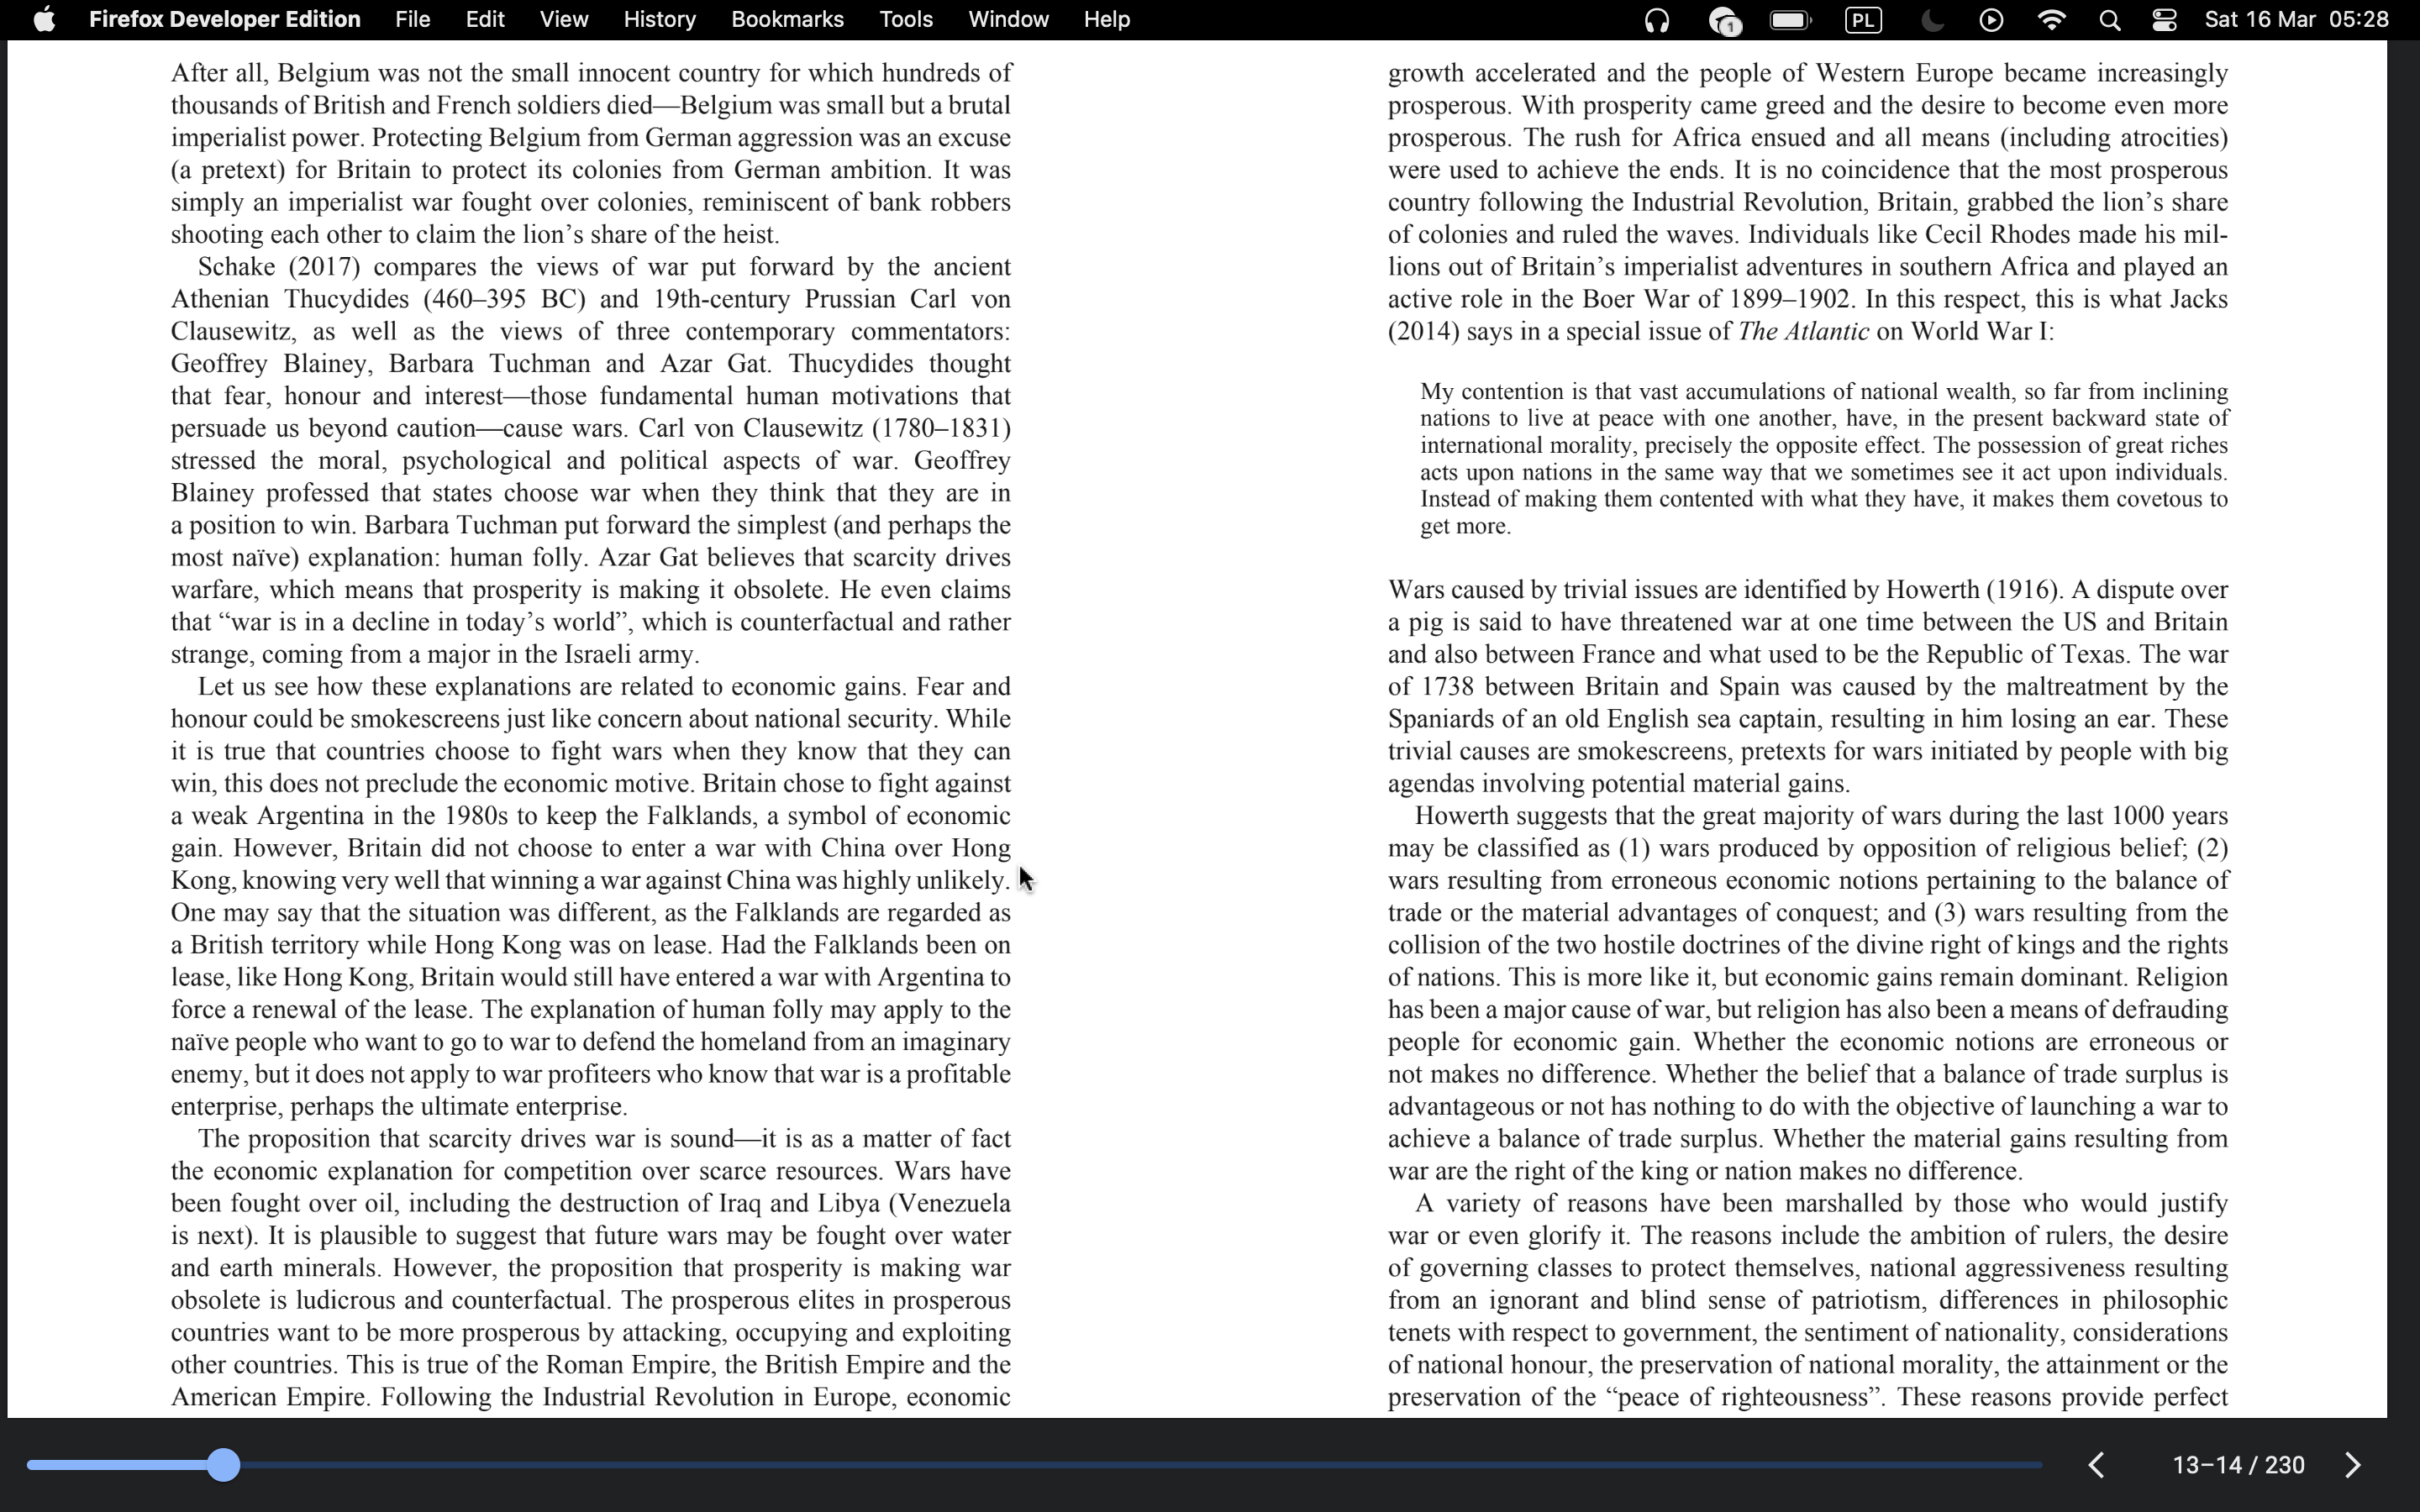 Firefox Developer Edition File Edit View History Bookmarks Tools Window Help 1 PL Sat 16 Mar 05:28
After all, Belgium was not the small innocent country for which hundreds of
thousands of British and French soldiers died—Belgium was small but a brutal
imperialist power. Protecting Belgium from German aggression was an excuse
(a pretext) for Britain to protect its colonies from German ambition. It was
simply an imperialist war fought over colonies, reminiscent of bank robbers
shooting each other to claim the lion’s share of the heist.
Schake (2017) compares the views of war put forward by the ancient
Athenian Thucydides (460–395 BC) and 19th-century Prussian Carl von
Clausewitz, as well as the views of three contemporary commentators:
Geoffrey Blainey, Barbara Tuchman and Azar Gat. Thucydides thought
that fear, honour and interest—those fundamental human motivations that
persuade us beyond caution—cause wars. Carl von Clausewitz (1780–1831)
stressed the moral, psychological and political aspects of war. Geoffrey
Blainey professed that states choose war when they think that they are in
a position to win. Barbara Tuchman put forward the simplest (and perhaps the
most naïve) explanation: human folly. Azar Gat believes that scarcity drives
warfare, which means that prosperity is making it obsolete. He even claims
that “war is in a decline in today’s world”, which is counterfactual and rather
strange, coming from a major in the Israeli army.
Let us see how these explanations are related to economic gains. Fear and
honour could be smokescreens just like concern about national security. While
it is true that countries choose to fight wars when they know that they can
win, this does not preclude the economic motive. Britain chose to fight against
a weak Argentina in the 1980s to keep the Falklands, a symbol of economic
gain. However, Britain did not choose to enter a war with China over Hong
Kong, knowing very well that winning a war against China was highly unlikely.
One may say that the situation was different, as the Falklands are regarded as
a British territory while Hong Kong was on lease. Had the Falklands been on
lease, like Hong Kong, Britain would still have entered a war with Argentina to
force a renewal of the lease. The explanation of human folly may apply to the
naïve people who want to go to war to defend the homeland from an imaginary
enemy, but it does not apply to war profiteers who know that war is a profitable
enterprise, perhaps the ultimate enterprise.
The proposition that scarcity drives war is sound—it is as a matter of fact
the economic explanation for competition over scarce resources. Wars have
been fought over oil, including the destruction of Iraq and Libya (Venezuela
is next). It is plausible to suggest that future wars may be fought over water
and earth minerals. However, the proposition that prosperity is making war
obsolete is ludicrous and counterfactual. The prosperous elites in prosperous
countries want to be more prosperous by attacking, occupying and exploiting
other countries. This is true of the Roman Empire, the British Empire and the
American Empire. Following the Industrial Revolution in Europe, economic
growth accelerated and the people of Western Europe became increasingly
prosperous. With prosperity came greed and the desire to become even more
prosperous. The rush for Africa ensued and all means (including atrocities)
were used to achieve the ends. It is no coincidence that the most prosperous
country following the Industrial Revolution, Britain, grabbed the lion’s share
of colonies and ruled the waves. Individuals like Cecil Rhodes made his mil-
lions out of Britain’s imperialist adventures in southern Africa and played an
active role in the Boer War of 1899–1902. In this respect, this is what Jacks
(2014) says in a special issue of The Atlantic on World War I:
My contention is that vast accumulations of national wealth, so far from inclining
nations to live at peace with one another, have, in the present backward state of
international morality, precisely the opposite effect. The possession of great riches
acts upon nations in the same way that we sometimes see it act upon individuals.
Instead of making them contented with what they have, it makes them covetous to
get more.
Wars caused by trivial issues are identified by Howerth (1916). A dispute over
a pig is said to have threatened war at one time between the US and Britain
and also between France and what used to be the Republic of Texas. The war
of 1738 between Britain and Spain was caused by the maltreatment by the
Spaniards of an old English sea captain, resulting in him losing an ear. These
trivial causes are smokescreens, pretexts for wars initiated by people with big
agendas involving potential material gains.
Howerth suggests that the great majority of wars during the last 1000 years
may be classified as (1) wars produced by opposition of religious belief; (2)
wars resulting from erroneous economic notions pertaining to the balance of
trade or the material advantages of conquest; and (3) wars resulting from the
collision of the two hostile doctrines of the divine right of kings and the rights
of nations. This is more like it, but economic gains remain dominant. Religion
has been a major cause of war, but religion has also been a means of defrauding
people for economic gain. Whether the economic notions are erroneous or
not makes no difference. Whether the belief that a balance of trade surplus is
advantageous or not has nothing to do with the objective of launching a war to
achieve a balance of trade surplus. Whether the material gains resulting from
war are the right of the king or nation makes no difference.
A variety of reasons have been marshalled by those who would justify
war or even glorify it. The reasons include the ambition of rulers, the desire
of governing classes to protect themselves, national aggressiveness resulting
from an ignorant and blind sense of patriotism, differences in philosophic
tenets with respect to government, the sentiment of nationality, considerations
of national honour, the preservation of national morality, the attainment or the
preservation of the “peace of righteousness”. These reasons provide perfect
13–14 / 230